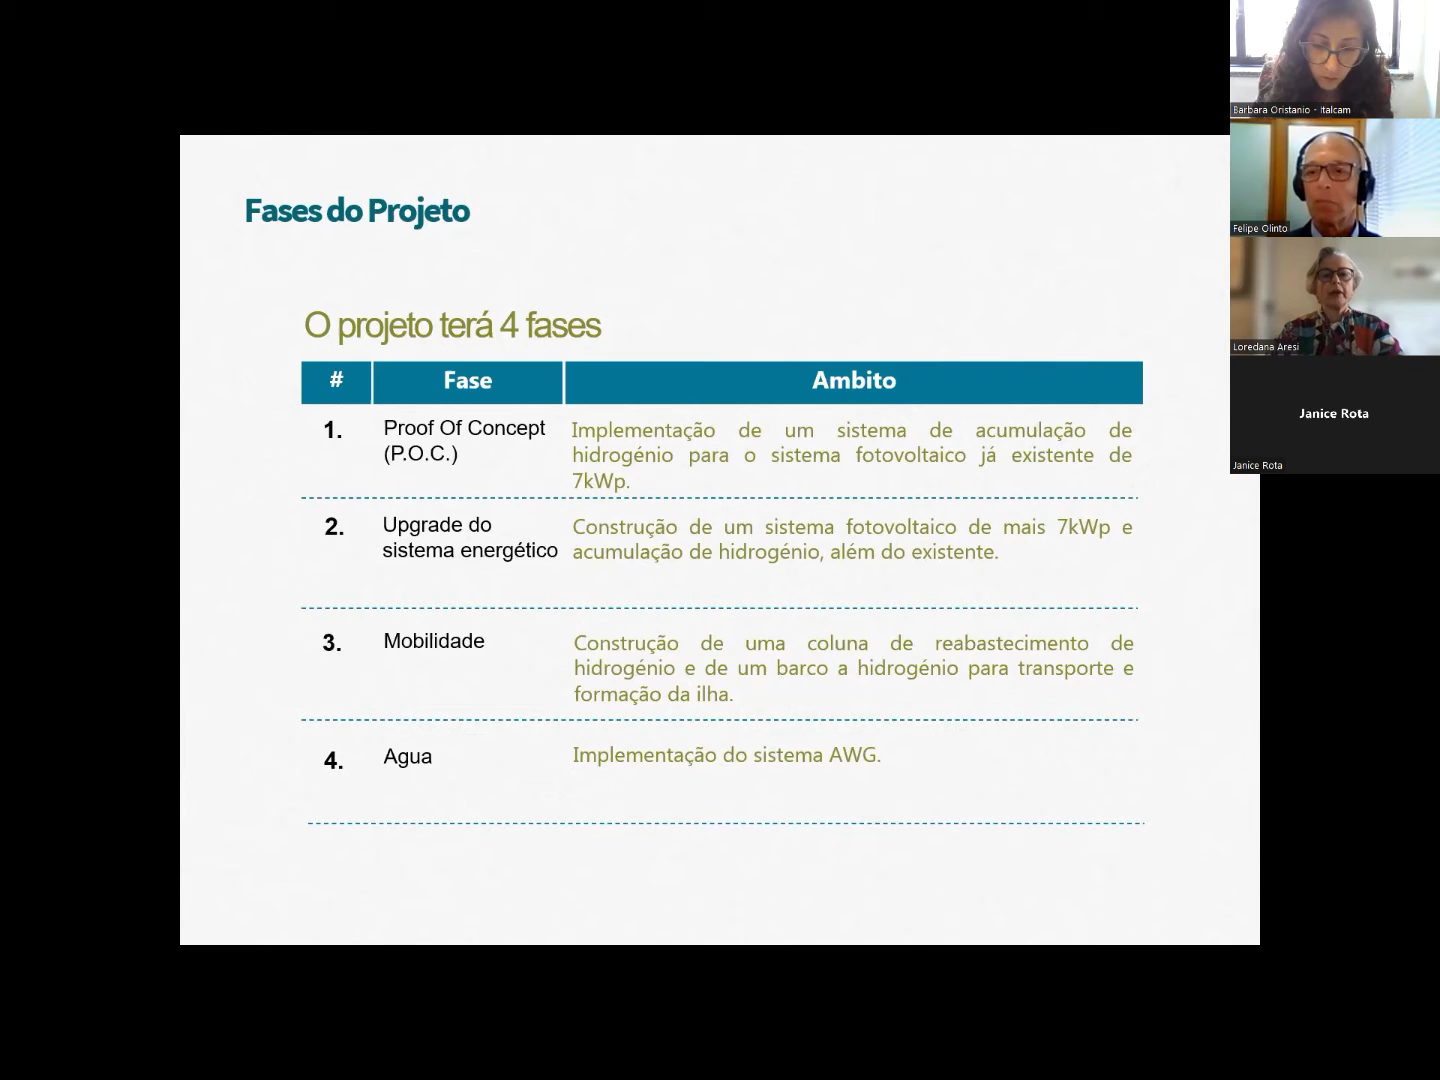 Fases do Projeto
O projeto terá 4 fases
# Fase Ambito
1. Proof Of Concept (P.O.C.)
Implementação de um sistema de acumulação de
hidrogénio para o sistema fotovoltaico já existente de
7kWp.
2. Upgrade do
sistema energético
Construção de um sistema fotovoltaico de mais 7kWp e
acumulação de hidrogénio, além do existente.
3. Mobilidade
Construção de uma coluna de reabastecimento de
hidrogénio e de um barco a hidrogénio para transporte e
formação da ilha.
4. Agua
Implementação do sistema AWG.
Barbara Oristanio - Italcam
Felipe Olinto
Loredana Aresi
Janice Rota
Janice Rota